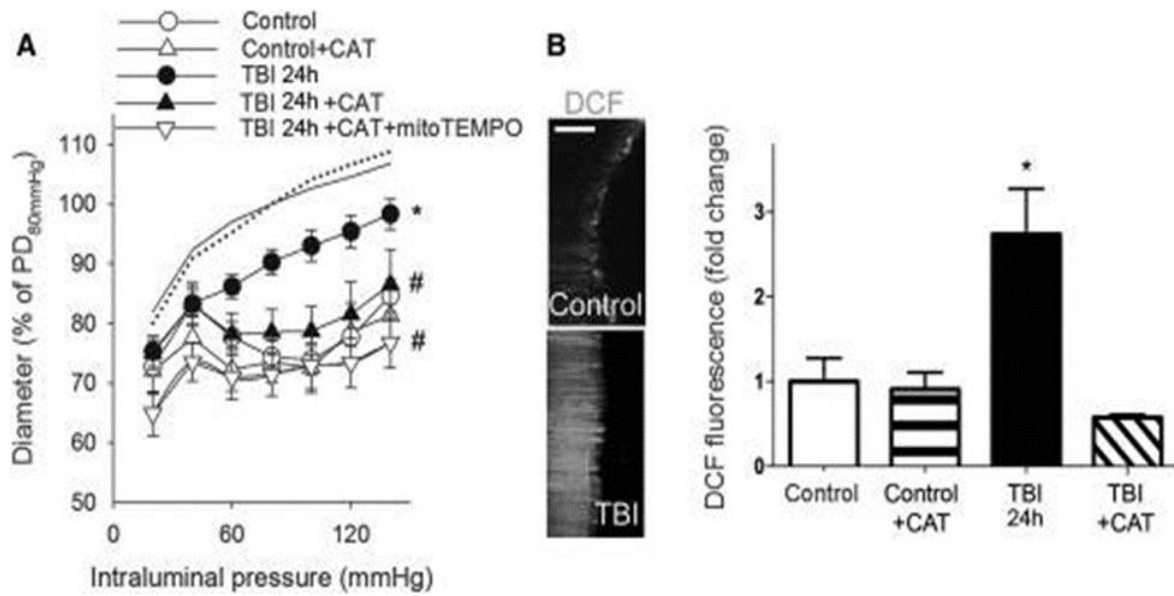 A
Control
Control+CAT
TBI 24h
TBI 24h +CAT
TBI 24h +CAT+mitoTEMPO
110
100
90
80
70
60
50
0
60
120
*
#
#
Diameter (% of PD80mmHg)
Intraluminal pressure (mmHg)
B
DCF
Control
TBI
DCF fluorescence (fold change)
3
2
1
0
*
Control
Control
+CAT
TBI
24h
TBI
+CAT